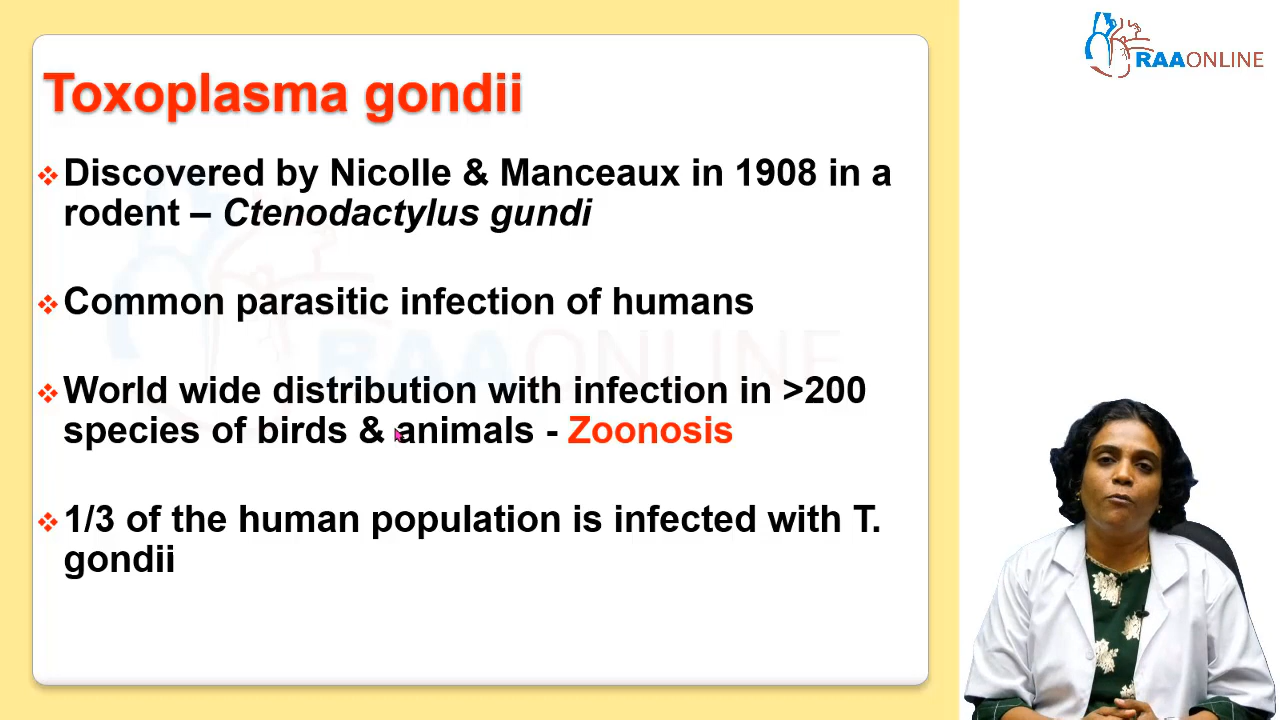 RAAONLINE
Toxoplasma gondii
Discovered by Nicolle & Manceaux in 1908 in a
rodent – Ctenodactylus gundi
Common parasitic infection of humans
RAAONLINE
World wide distribution with infection in >200
species of birds & animals - Zoonosis
1/3 of the human population is infected with T.
gondii